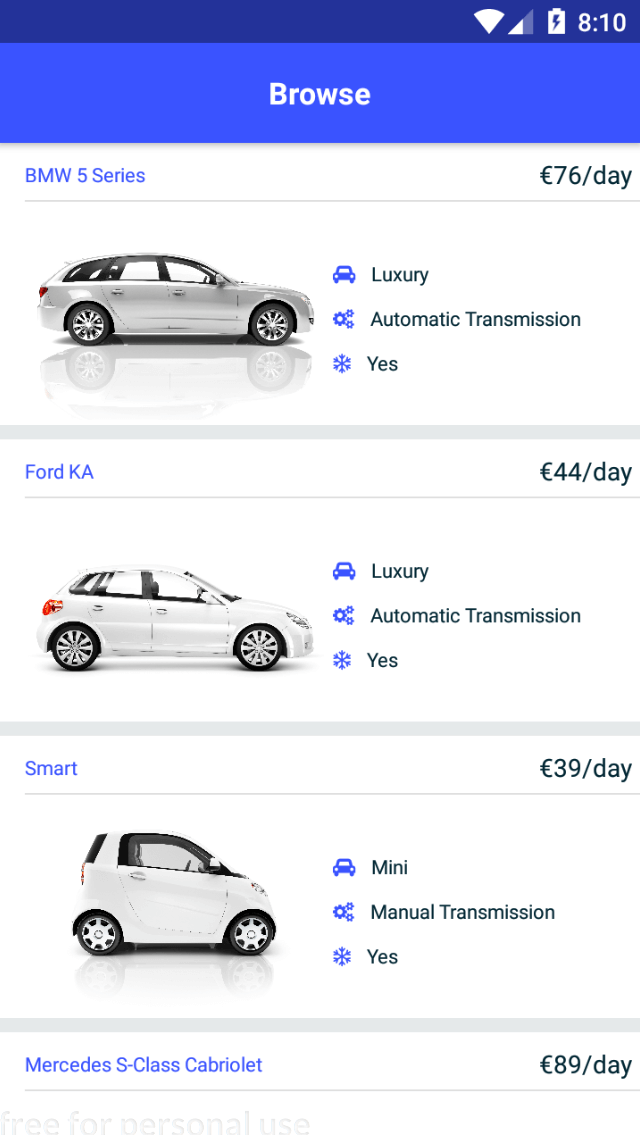 8:10
Browse
BMW 5 Series €76/day
Luxury
Automatic Transmission
Yes
Ford KA €44/day
Luxury
Automatic Transmission
Yes
Smart €39/day
Mini
Manual Transmission
Yes
Mercedes S-Class Cabriolet €89/day
free for personal use